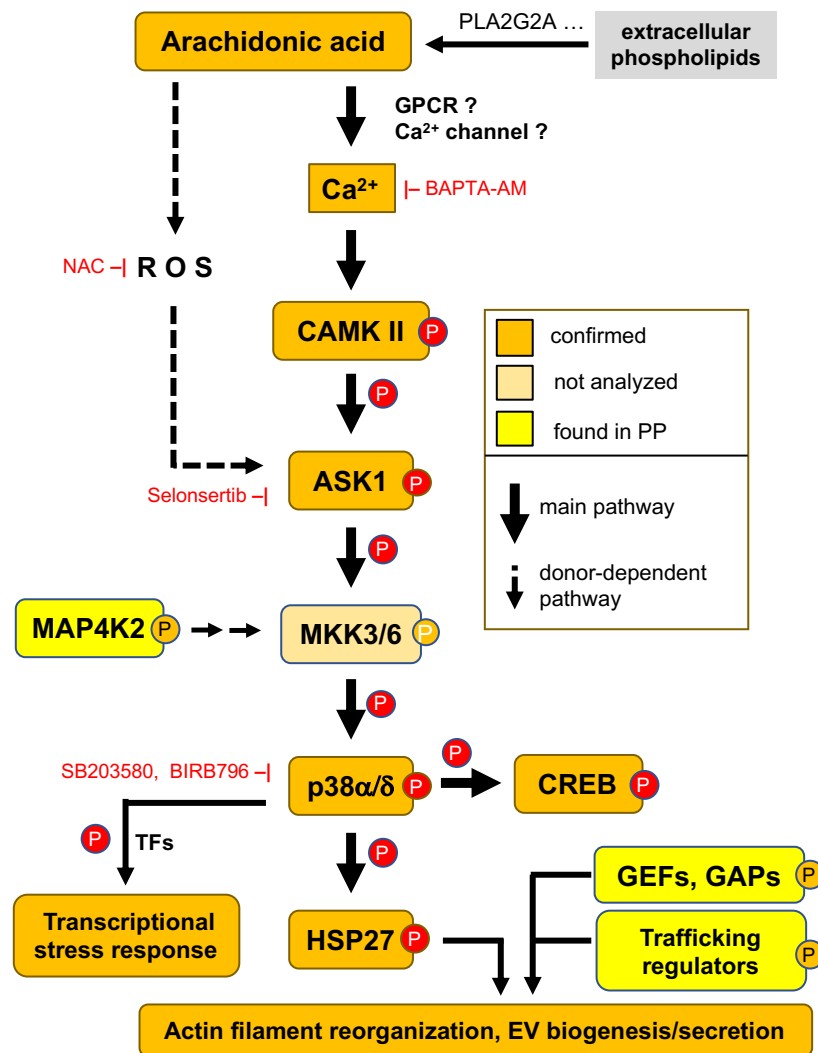 PLA2G2A …
Arachidonic acid
extracellular
phospholipids
GPCR ?
Ca²⁺ channel ?
Ca²⁺
|– BAPTA-AM
NAC –|
R O S
CAMK II
P
P
confirmed
not analyzed
found in PP
main pathway
donor-dependent
pathway
Selonsertib –|
ASK1
P
P
MAP4K2
P
MKK3/6
P
P
SB203580, BIRB796 –|
p38α/δ
P
P
CREB
P
P
TFs
P
Transcriptional
stress response
HSP27
P
GEFs, GAPs
P
Trafficking
regulators
P
Actin filament reorganization, EV biogenesis/secretion